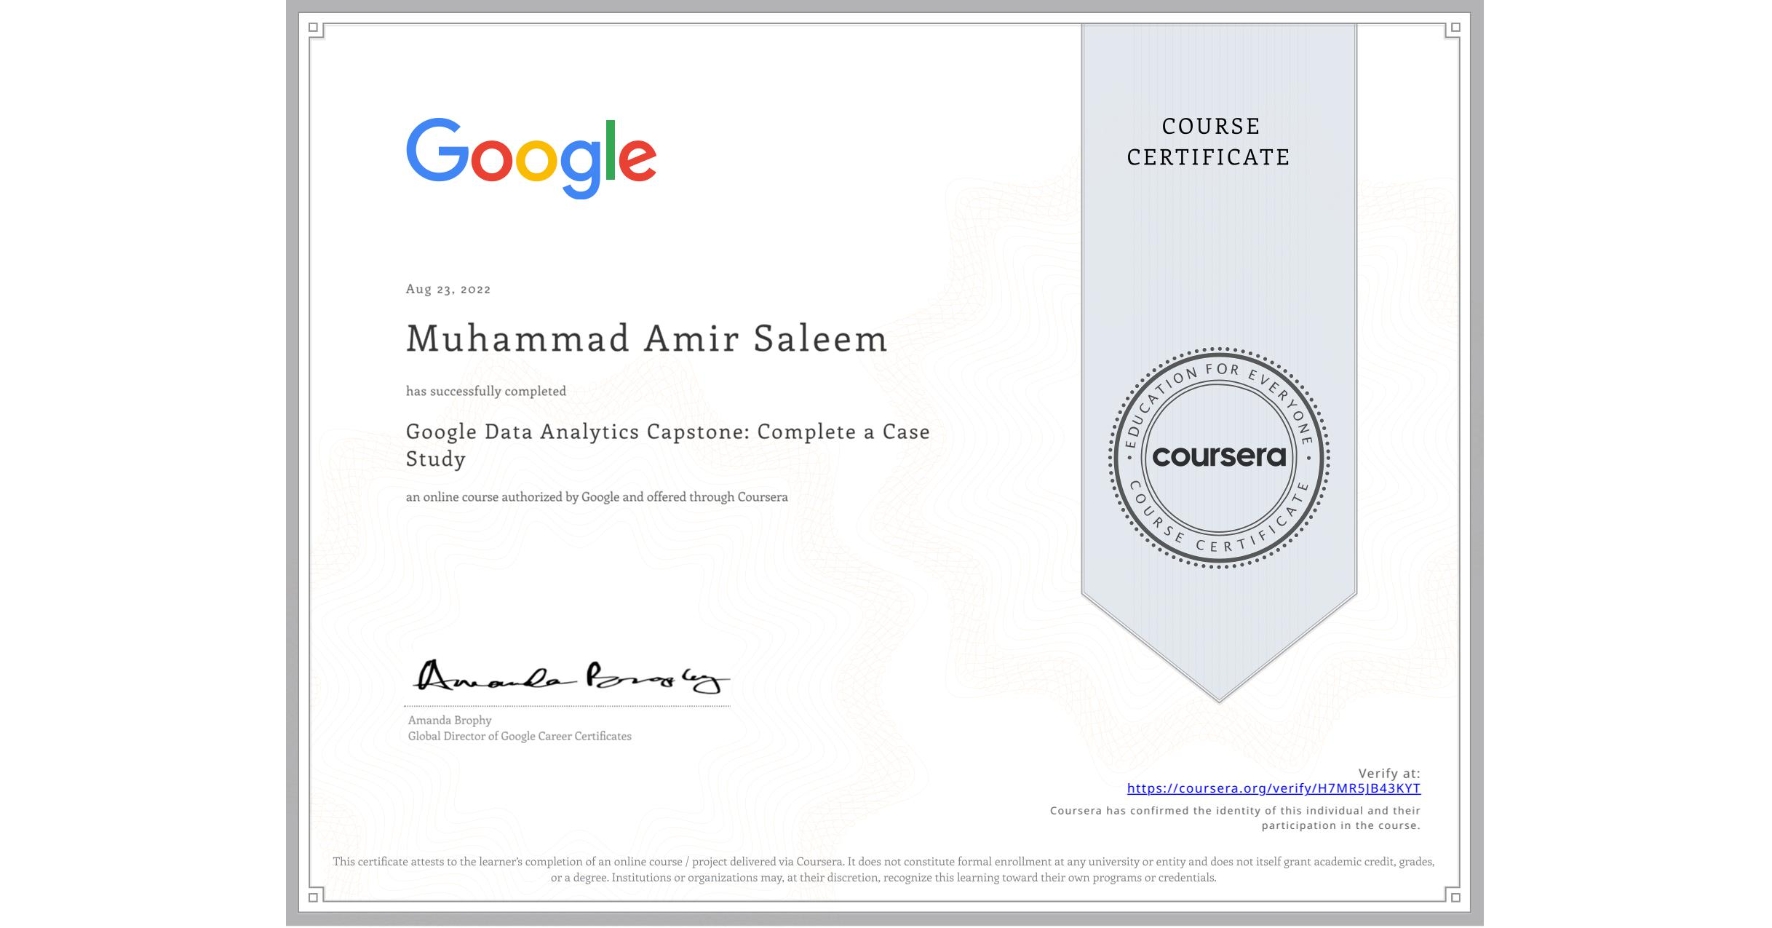 Google
COURSE
CERTIFICATE
Aug 23, 2022
Muhammad Amir Saleem
has successfully completed
Google Data Analytics Capstone: Complete a Case
Study
an online course authorized by Google and offered through Coursera
EDUCATION FOR EVERYONE
coursera
COURSE CERTIFICATE
Amanda Brophy
Amanda Brophy
Global Director of Google Career Certificates
Verify at:
https://coursera.org/verify/H7MR5JB43KYT
Coursera has confirmed the identity of this individual and their
participation in the course.
This certificate attests to the learner's completion of an online course / project delivered via Coursera. It does not constitute formal enrollment at any university or entity and does not itself grant academic credit, grades,
or a degree. Institutions or organizations may, at their discretion, recognize this learning toward their own programs or credentials.